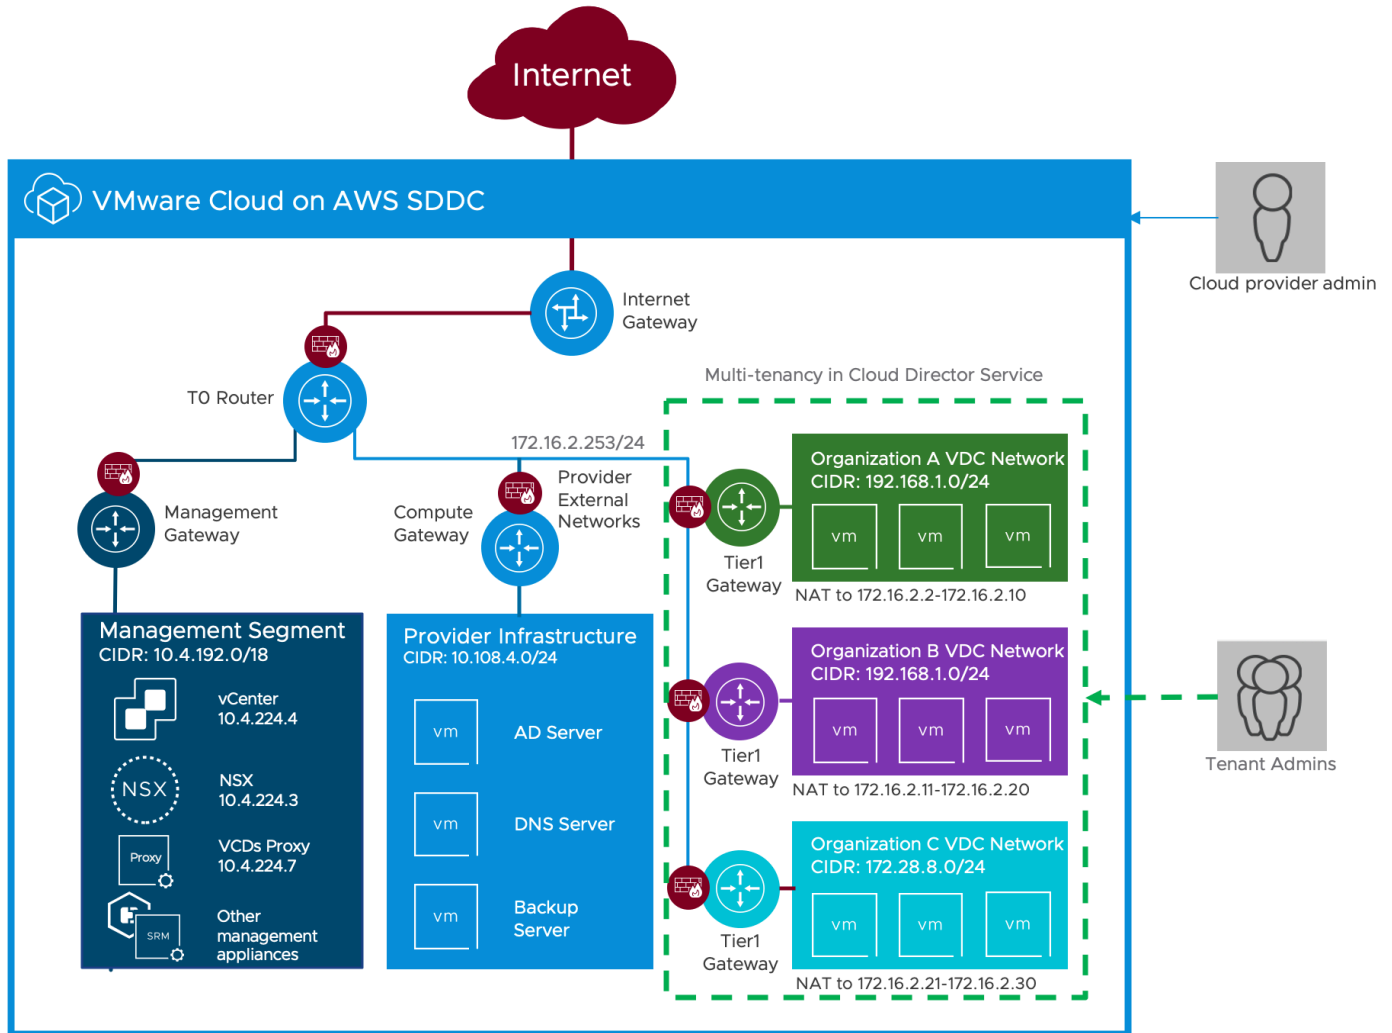 Internet
VMware Cloud on AWS SDDC
Cloud provider admin
Internet
Gateway
T0 Router
Multi-tenancy in Cloud Director Service
172.16.2.253/24
Management
Gateway
Compute
Gateway
Provider
External
Networks
Tier1
Gateway
Organization A VDC Network
CIDR: 192.168.1.0/24
vm
vm
vm
NAT to 172.16.2.2-172.16.2.10
Management Segment
CIDR: 10.4.192.0/18
vCenter
10.4.224.4
NSX
NSX
10.4.224.3
Proxy
VCDs Proxy
10.4.224.7
SRM
Other
management
appliances
Provider Infrastructure
CIDR: 10.108.4.0/24
vm
AD Server
vm
DNS Server
vm
Backup
Server
Tier1
Gateway
Organization B VDC Network
CIDR: 192.168.1.0/24
vm
vm
vm
NAT to 172.16.2.11-172.16.2.20
Tier1
Gateway
Organization C VDC Network
CIDR: 172.28.8.0/24
vm
vm
vm
NAT to 172.16.2.21-172.16.2.30
Tenant Admins